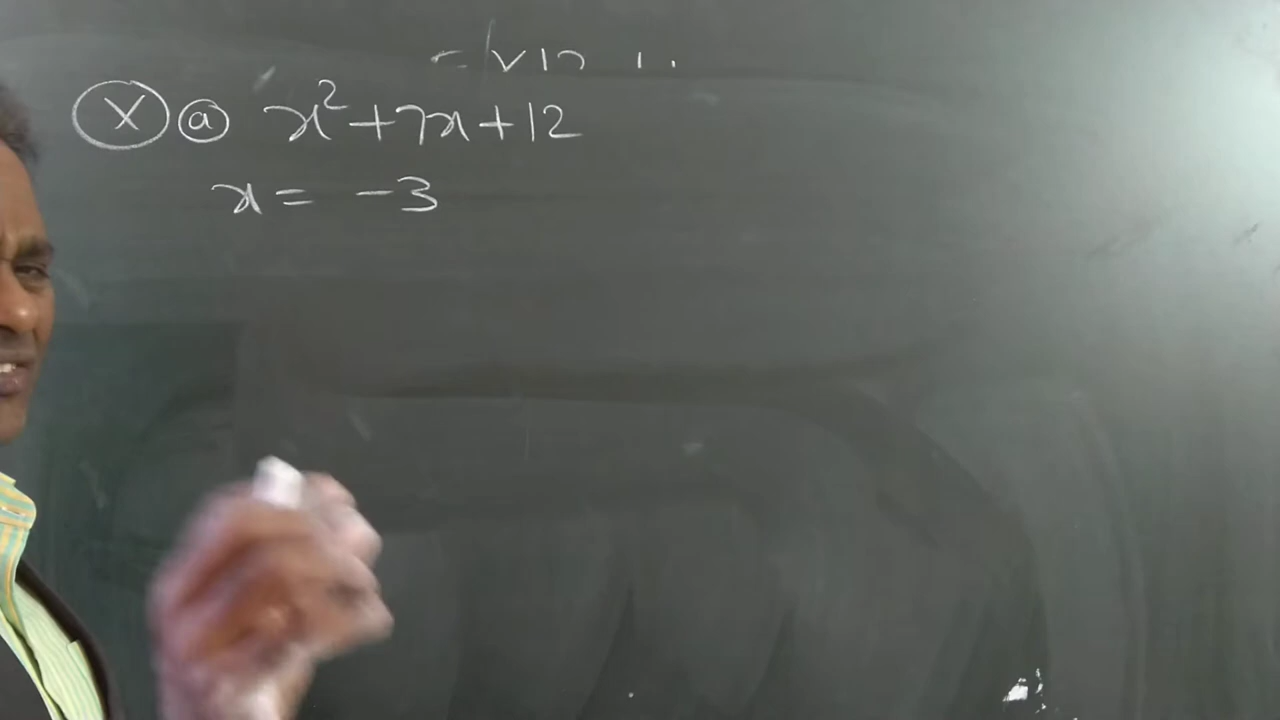 X a x²+7x+12
x = -3